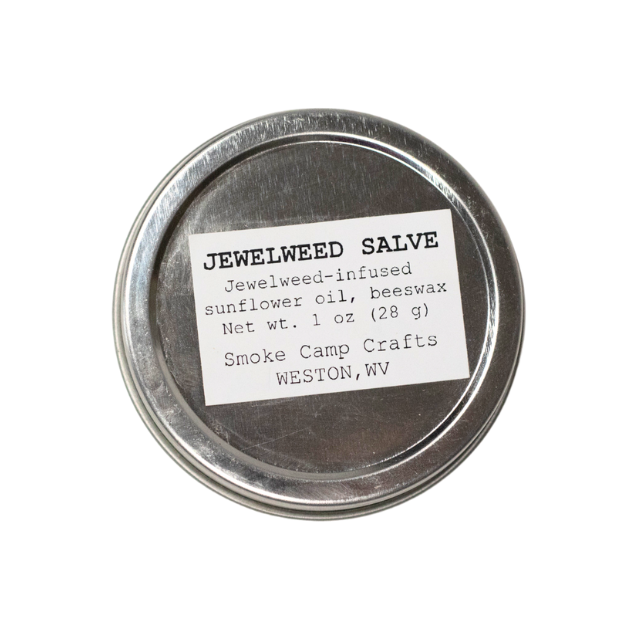 JEWELWEED SALVE
Jewelweed-infused
sunflower oil, beeswax
Net wt. 1 oz (28 g)
Smoke Camp Crafts
WESTON,WV